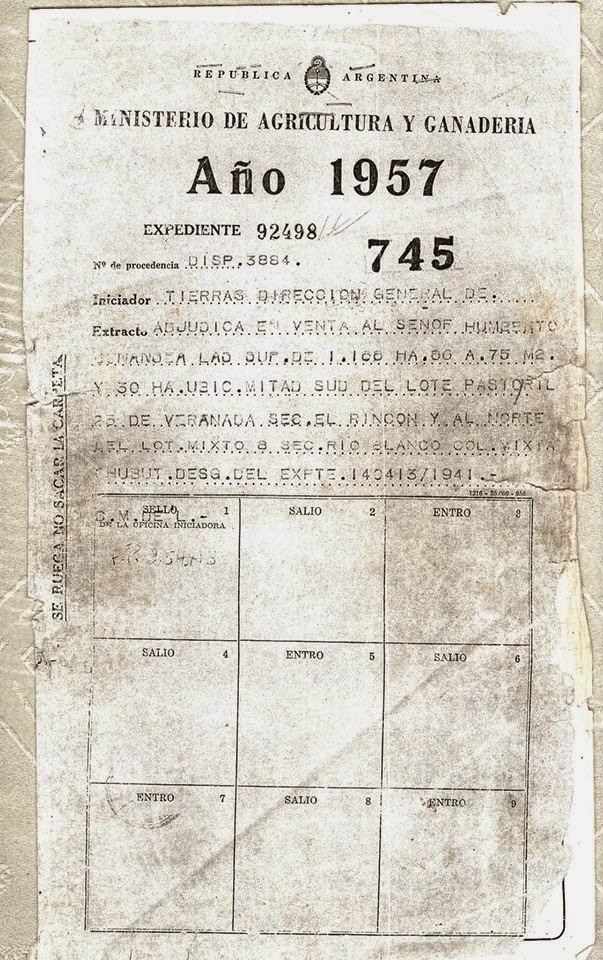 REPUBLICA ARGENTINA
MINISTERIO DE AGRICULTURA Y GANADERIA
Año 1957
EXPEDIENTE 92498
745
Nº de procedencia DISP.3884.
Iniciador TIERRAS DIRECCION GENERAL DE.
Extracto ADJUDICA EN VENTA AL SEÑOR HUMBERTO
LAS SUP.DE 1.168 HA.60 A.75 M2.
Y 30 HA.UBIC.MITAD SUD DEL LOTE PASTORIL
25 DE VERANADA SEC.EL RINCON Y AL NORTE
DEL LOT.MIXTO 8 SEC.RIO BLANCO COL.MIXTA
CHUBUT.DESG.DEL EXPTE.140413/1941.-
SE RUEGA NO SACAR LA CARPETA
SELLO 1
DE LA OFICINA INICIADORA
SALIO 2
ENTRO 3
SALIO 4
ENTRO 5
SALIO 6
ENTRO 7
SALIO 8
ENTRO 9